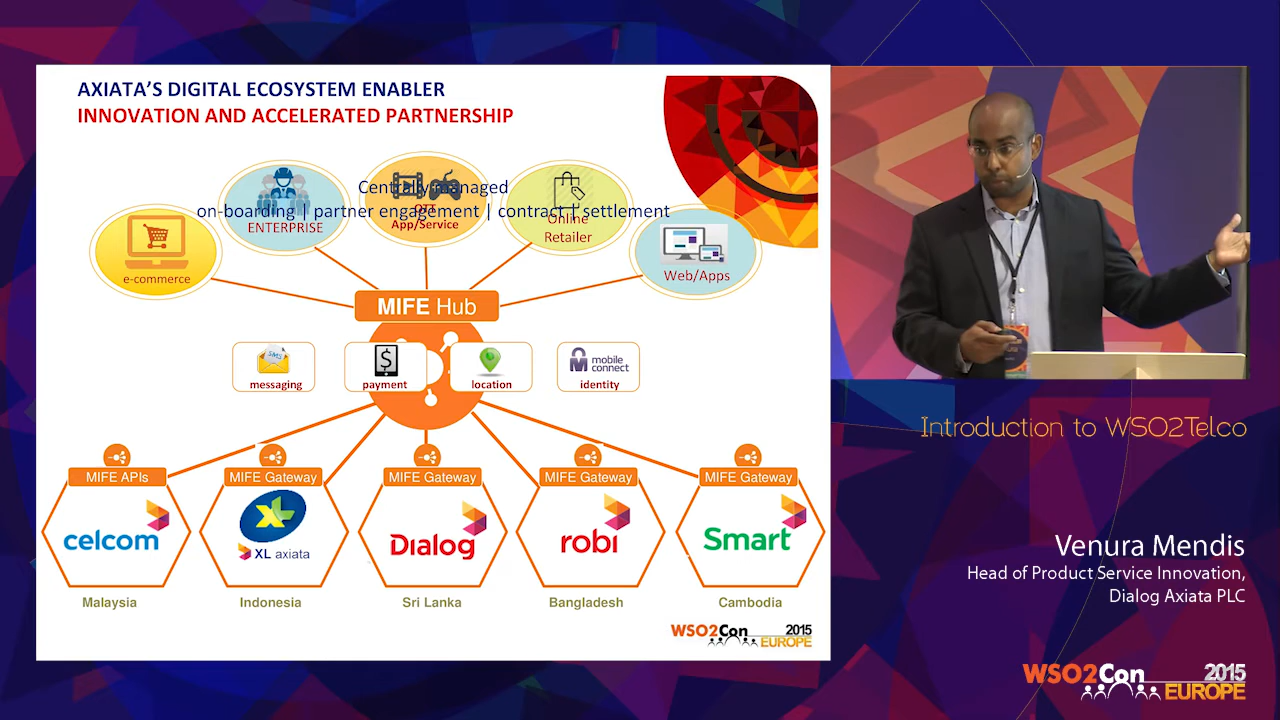 AXIATA'S DIGITAL ECOSYSTEM ENABLER
INNOVATION AND ACCELERATED PARTNERSHIP
Centrally managed
on-boarding | partner engagement | contract | settlement
e-commerce
ENTERPRISE
OTT
App/Service
Online
Retailer
Web/Apps
MIFE Hub
SMS
messaging
$
payment
location
mobile
connect
identity
MIFE APIs
MIFE Gateway
MIFE Gateway
MIFE Gateway
MIFE Gateway
celcom
XL
XL axiata
Dialog
robi
Smart
Malaysia
Indonesia
Sri Lanka
Bangladesh
Cambodia
WSO2Con 2015
EUROPE
Introduction to WSO2Telco
Venura Mendis
Head of Product Service Innovation,
Dialog Axiata PLC
WSO2Con 2015
EUROPE